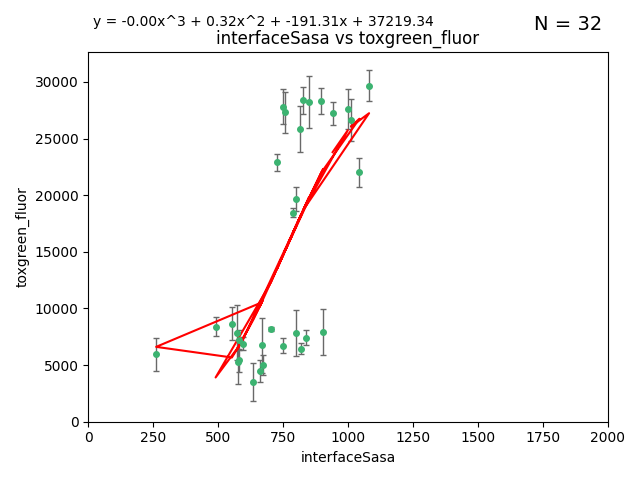 y = -0.00x^3 + 0.32x^2 + -191.31x + 37219.34
N = 32
interfaceSasa vs toxgreen_fluor
30000
25000
20000
15000
10000
5000
0
toxgreen_fluor
0 250 500 750 1000 1250 1500 1750 2000
interfaceSasa